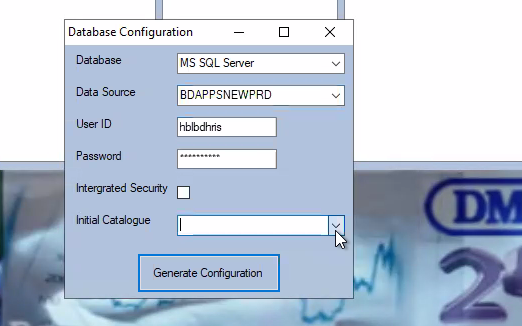 Database Configuration
Database
MS SQL Server
Data Source
BDAPPSNEWPRD
User ID
hblbdhris
Password
**********
Intergrated Security
Initial Catalogue
Generate Configuration
DM
24